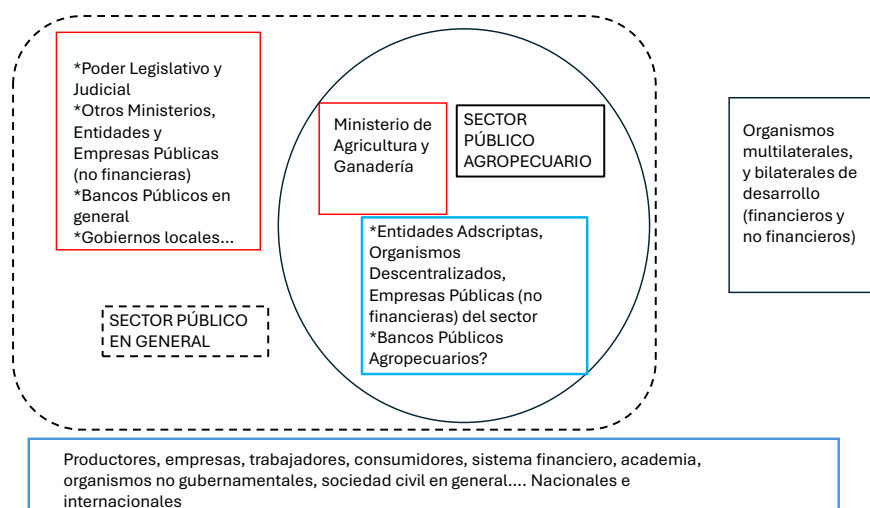 *Poder Legislativo y
Judicial
*Otros Ministerios,
Entidades y
Empresas Públicas
(no financieras)
*Bancos Públicos en
general
*Gobiernos locales...
SECTOR PÚBLICO
EN GENERAL
Ministerio de
Agricultura y
Ganadería
SECTOR
PÚBLICO
AGROPECUARIO
*Entidades Adscriptas,
Organismos
Descentralizados,
Empresas Públicas (no
financieras) del sector
*Bancos Públicos
Agropecuarios?
Organismos
multilaterales,
y bilaterales de
desarrollo
(financieros y
no financieros)
Productores, empresas, trabajadores, consumidores, sistema financiero, academia,
organismos no gubernamentales, sociedad civil en general.... Nacionales e
internacionales